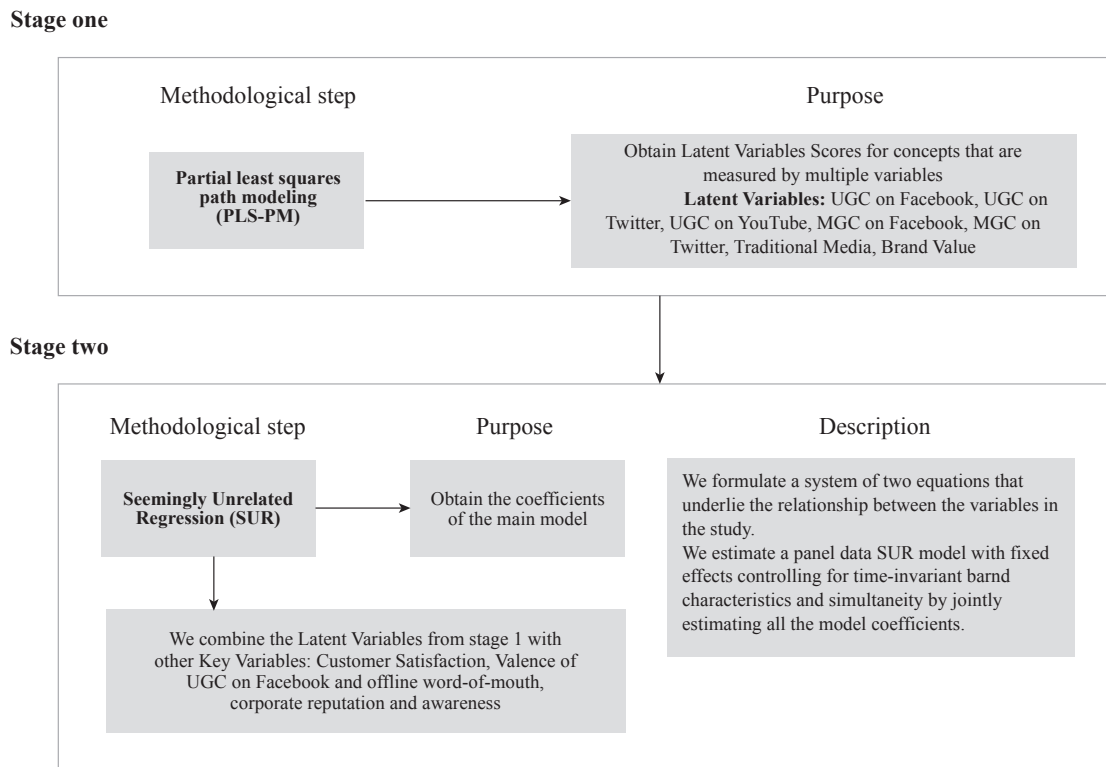 Stage one
Methodological step
Purpose
Partial least squares
path modeling
(PLS-PM)
Obtain Latent Variables Scores for concepts that are
measured by multiple variables
Latent Variables: UGC on Facebook, UGC on
Twitter, UGC on YouTube, MGC on Facebook, MGC on
Twitter, Traditional Media, Brand Value
Stage two
Methodological step
Purpose
Description
Seemingly Unrelated
Regression (SUR)
Obtain the coefficients
of the main model
We formulate a system of two equations that
underlie the relationship between the variables in
the study.
We estimate a panel data SUR model with fixed
effects controlling for time-invariant barnd
characteristics and simultaneity by jointly
estimating all the model coefficients.
We combine the Latent Variables from stage 1 with
other Key Variables: Customer Satisfaction, Valence of
UGC on Facebook and offline word-of-mouth,
corporate reputation and awareness